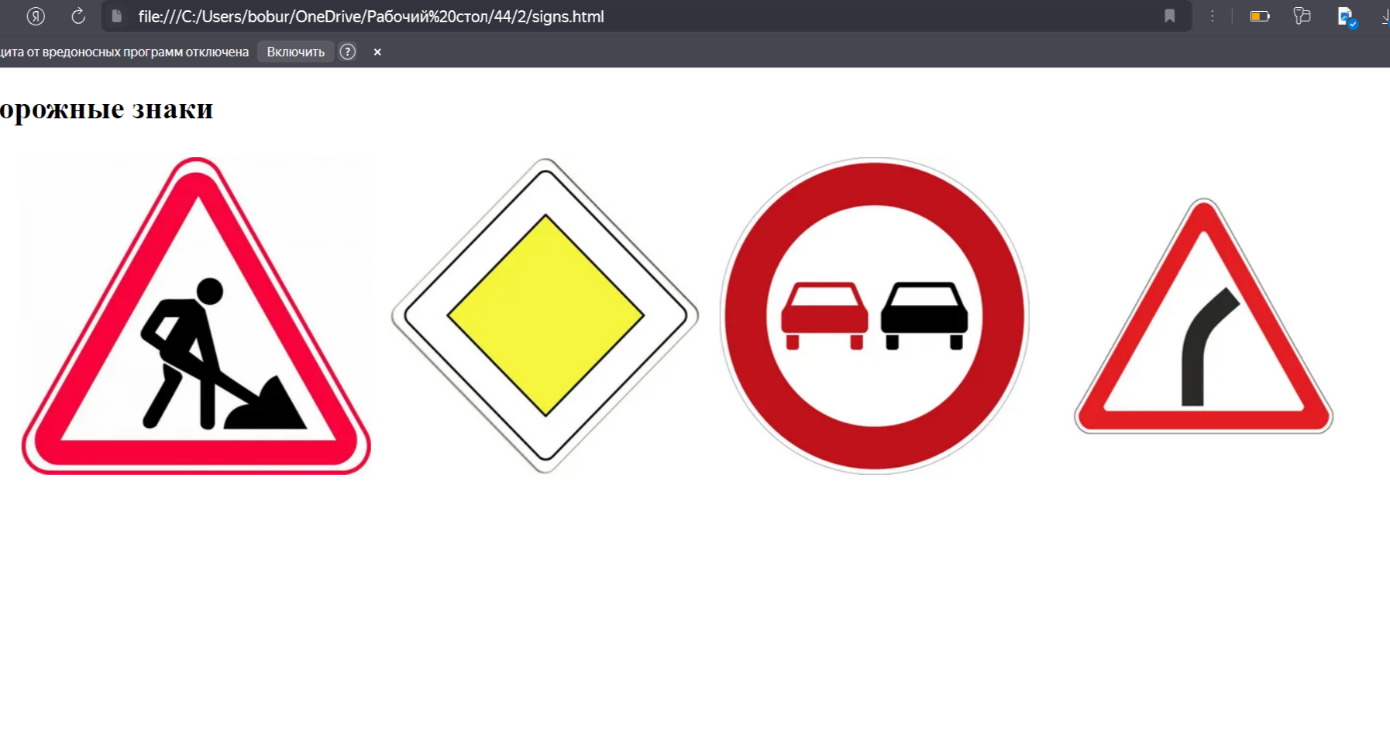 file:///C:/Users/bobur/OneDrive/Рабочий%20стол/44/2/signs.html
щита от вредоносных программ отключена Включить ? ×
орожные знаки